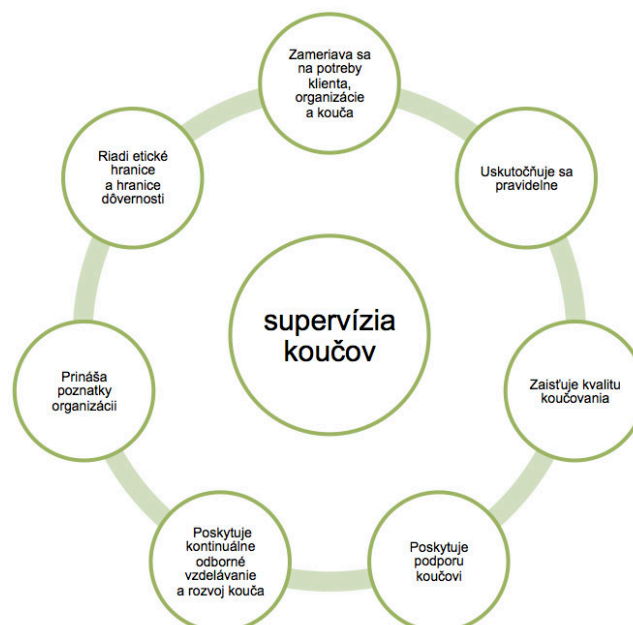 Zameriava sa
na potreby
klienta,
organizácie
a kouča
Uskutočňuje sa
pravidelne
Zaisťuje kvalitu
koučovania
Poskytuje
podporu
koučovi
Poskytuje
kontinuálne
odborné
vzdelávanie
a rozvoj kouča
Prináša
poznatky
organizácii
Riadi etické
hranice
a hranice
dôvernosti
supervízia
koučov